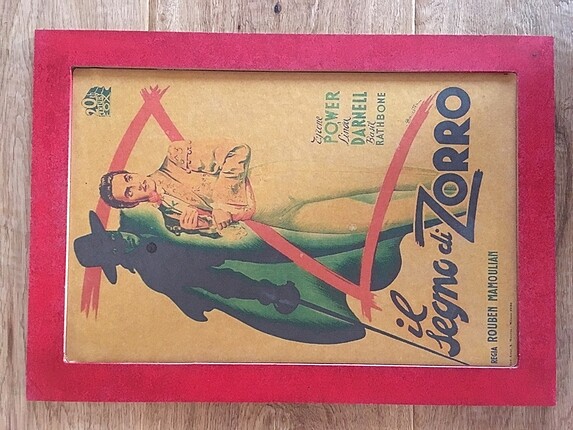 20th
CENTURY
FOX
Tyrone
POWER
Linda
DARNELL
Basil
RATHBONE
il
segno di
ZORRO
REGIA ROUBEN MAMOULIAN